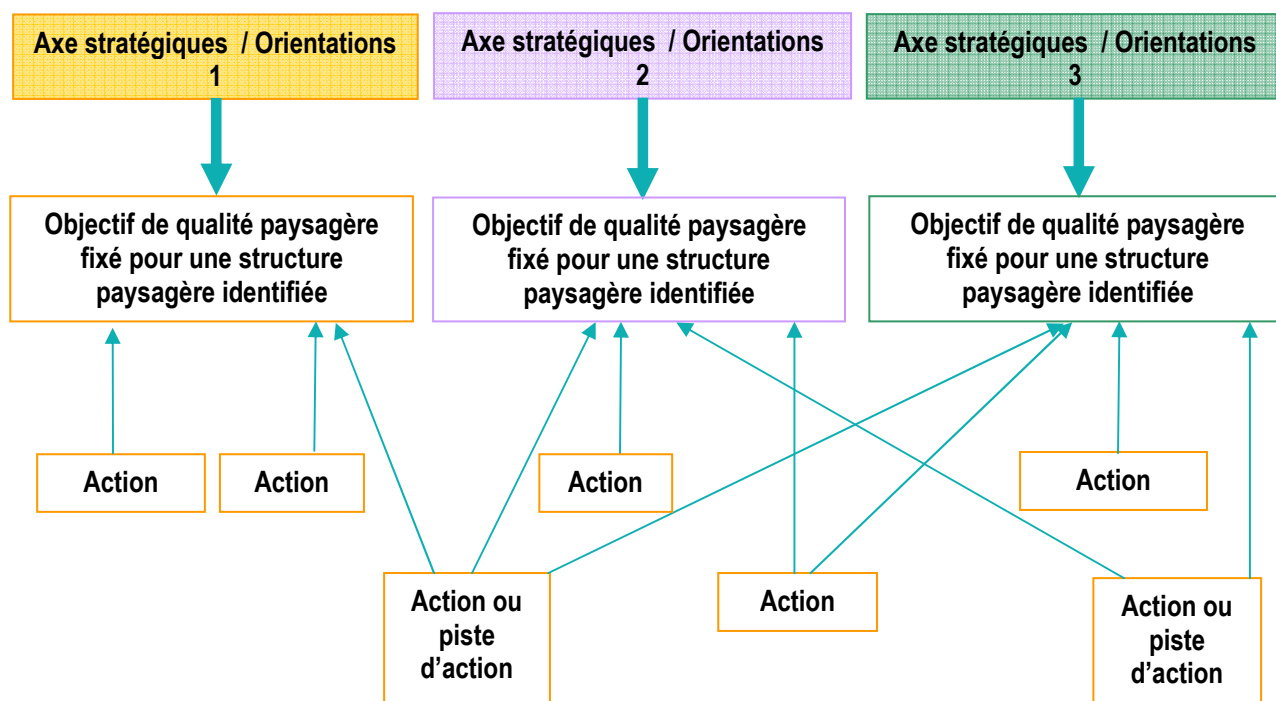 Axe stratégiques / Orientations
1
Axe stratégiques / Orientations
2
Axe stratégiques / Orientations
3
Objectif de qualité paysagère
fixé pour une structure
paysagère identifiée
Objectif de qualité paysagère
fixé pour une structure
paysagère identifiée
Objectif de qualité paysagère
fixé pour une structure
paysagère identifiée
Action
Action
Action
Action
Action ou
piste
d’action
Action
Action ou
piste
d’action